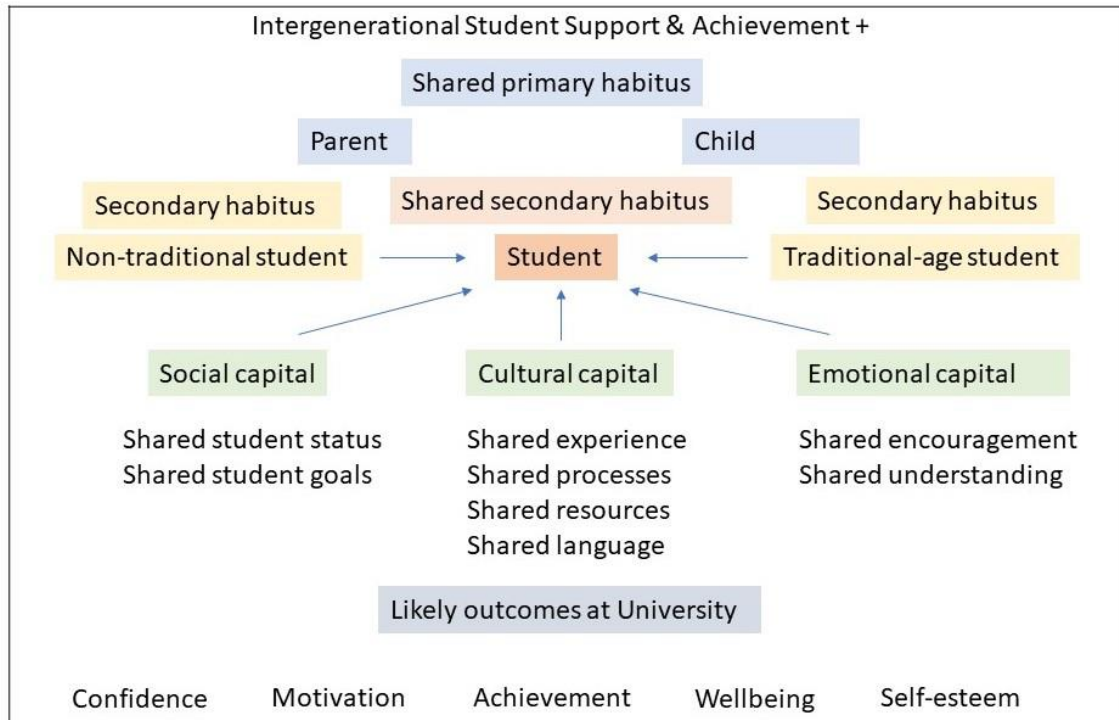 Intergenerational Student Support & Achievement +
Shared primary habitus
Parent
Child
Secondary habitus
Shared secondary habitus
Secondary habitus
Non-traditional student
Student
Traditional-age student
Social capital
Cultural capital
Emotional capital
Shared student status
Shared student goals
Shared experience
Shared processes
Shared resources
Shared language
Shared encouragement
Shared understanding
Likely outcomes at University
Confidence
Motivation
Achievement
Wellbeing
Self-esteem